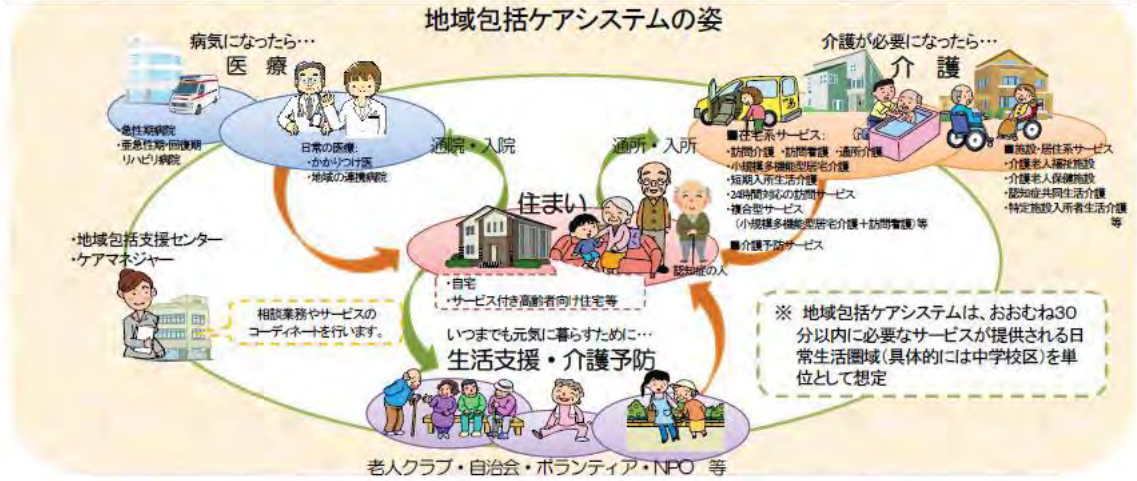 地域包括ケアシステムの姿
病気になったら…
医 療
・急性期病院
・亜急性期・回復期
リハビリ病院
日常の医療:
・かかりつけ医
・地域の連携病院
通院・入院
通所・入所
介護が必要になったら…
介 護
■在宅系サービス:
・訪問介護 ・訪問看護 ・通所介護
・小規模多機能型居宅介護
・短期入所生活介護
・24時間対応の訪問サービス
・複合型サービス
(小規模多機能型居宅介護+訪問看護)等
■介護予防サービス
■施設・居住系サービス
・介護老人福祉施設
・介護老人保健施設
・認知症共同生活介護
・特定施設入所者生活介護
等
住まい
認知症の人
・自宅
・サービス付き高齢者向け住宅等
・地域包括支援センター
・ケアマネジャー
相談業務やサービスの
コーディネートを行います。
いつまでも元気に暮らすために…
生活支援・介護予防
老人クラブ・自治会・ボランティア・NPO 等
※ 地域包括ケアシステムは、おおむね30
分以内に必要なサービスが提供される日
常生活圏域(具体的には中学校区)を単
位として想定